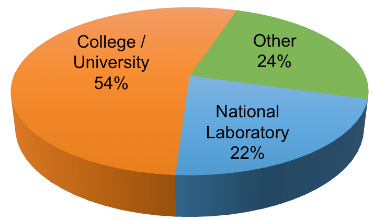 College /
University
54%
Other
24%
National
Laboratory
22%